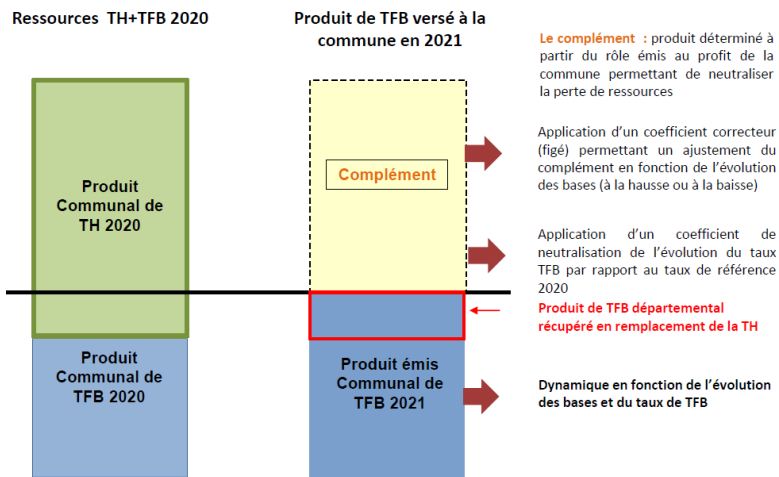 Ressources TH+TFB 2020
Produit de TFB versé à la
commune en 2021
Produit
Communal de
TH 2020
Produit
Communal de
TFB 2020
Complément
Produit émis
Communal de
TFB 2021
Le complément : produit déterminé à
partir du rôle émis au profit de la
commune permettant de neutraliser
la perte de ressources
Application d’un coefficient correcteur
(figé) permettant un ajustement du
complément en fonction de l’évolution
des bases (à la hausse ou à la baisse)
Application d’un coefficient de
neutralisation de l’évolution du taux
TFB par rapport au taux de référence
2020
Produit de TFB départemental
récupéré en remplacement de la TH
Dynamique en fonction de l’évolution
des bases et du taux de TFB